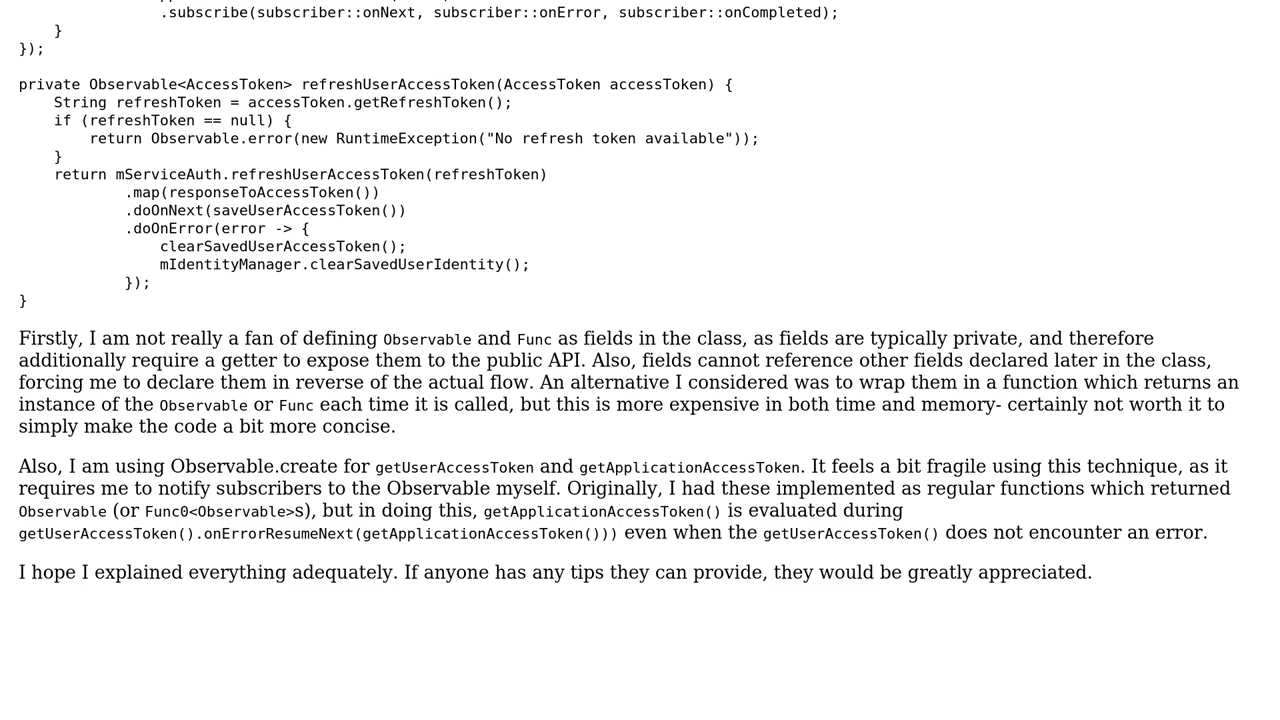 .subscribe(subscriber::onNext, subscriber::onError, subscriber::onCompleted);
    }
});

private Observable<AccessToken> refreshUserAccessToken(AccessToken accessToken) {
    String refreshToken = accessToken.getRefreshToken();
    if (refreshToken == null) {
        return Observable.error(new RuntimeException("No refresh token available"));
    }
    return mServiceAuth.refreshUserAccessToken(refreshToken)
            .map(responseToAccessToken())
            .doOnNext(saveUserAccessToken())
            .doOnError(error -> {
                clearSavedUserAccessToken();
                mIdentityManager.clearSavedUserIdentity();
            });
}

Firstly, I am not really a fan of defining Observable and Func as fields in the class, as fields are typically private, and therefore
additionally require a getter to expose them to the public API. Also, fields cannot reference other fields declared later in the class,
forcing me to declare them in reverse of the actual flow. An alternative I considered was to wrap them in a function which returns an
instance of the Observable or Func each time it is called, but this is more expensive in both time and memory- certainly not worth it to
simply make the code a bit more concise.

Also, I am using Observable.create for getUserAccessToken and getApplicationAccessToken. It feels a bit fragile using this technique, as it
requires me to notify subscribers to the Observable myself. Originally, I had these implemented as regular functions which returned
Observable (or Func0<Observable>s), but in doing this, getApplicationAccessToken() is evaluated during
getUserAccessToken().onErrorResumeNext(getApplicationAccessToken())) even when the getUserAccessToken() does not encounter an error.

I hope I explained everything adequately. If anyone has any tips they can provide, they would be greatly appreciated.